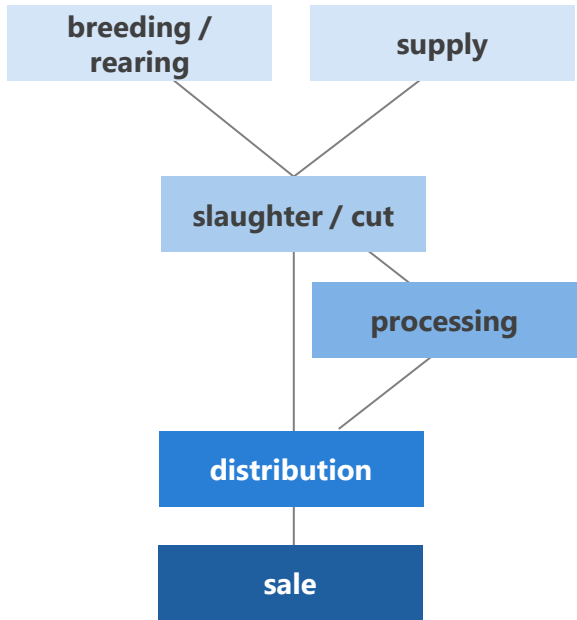 breeding /
rearing
supply
slaughter / cut
processing
distribution
sale